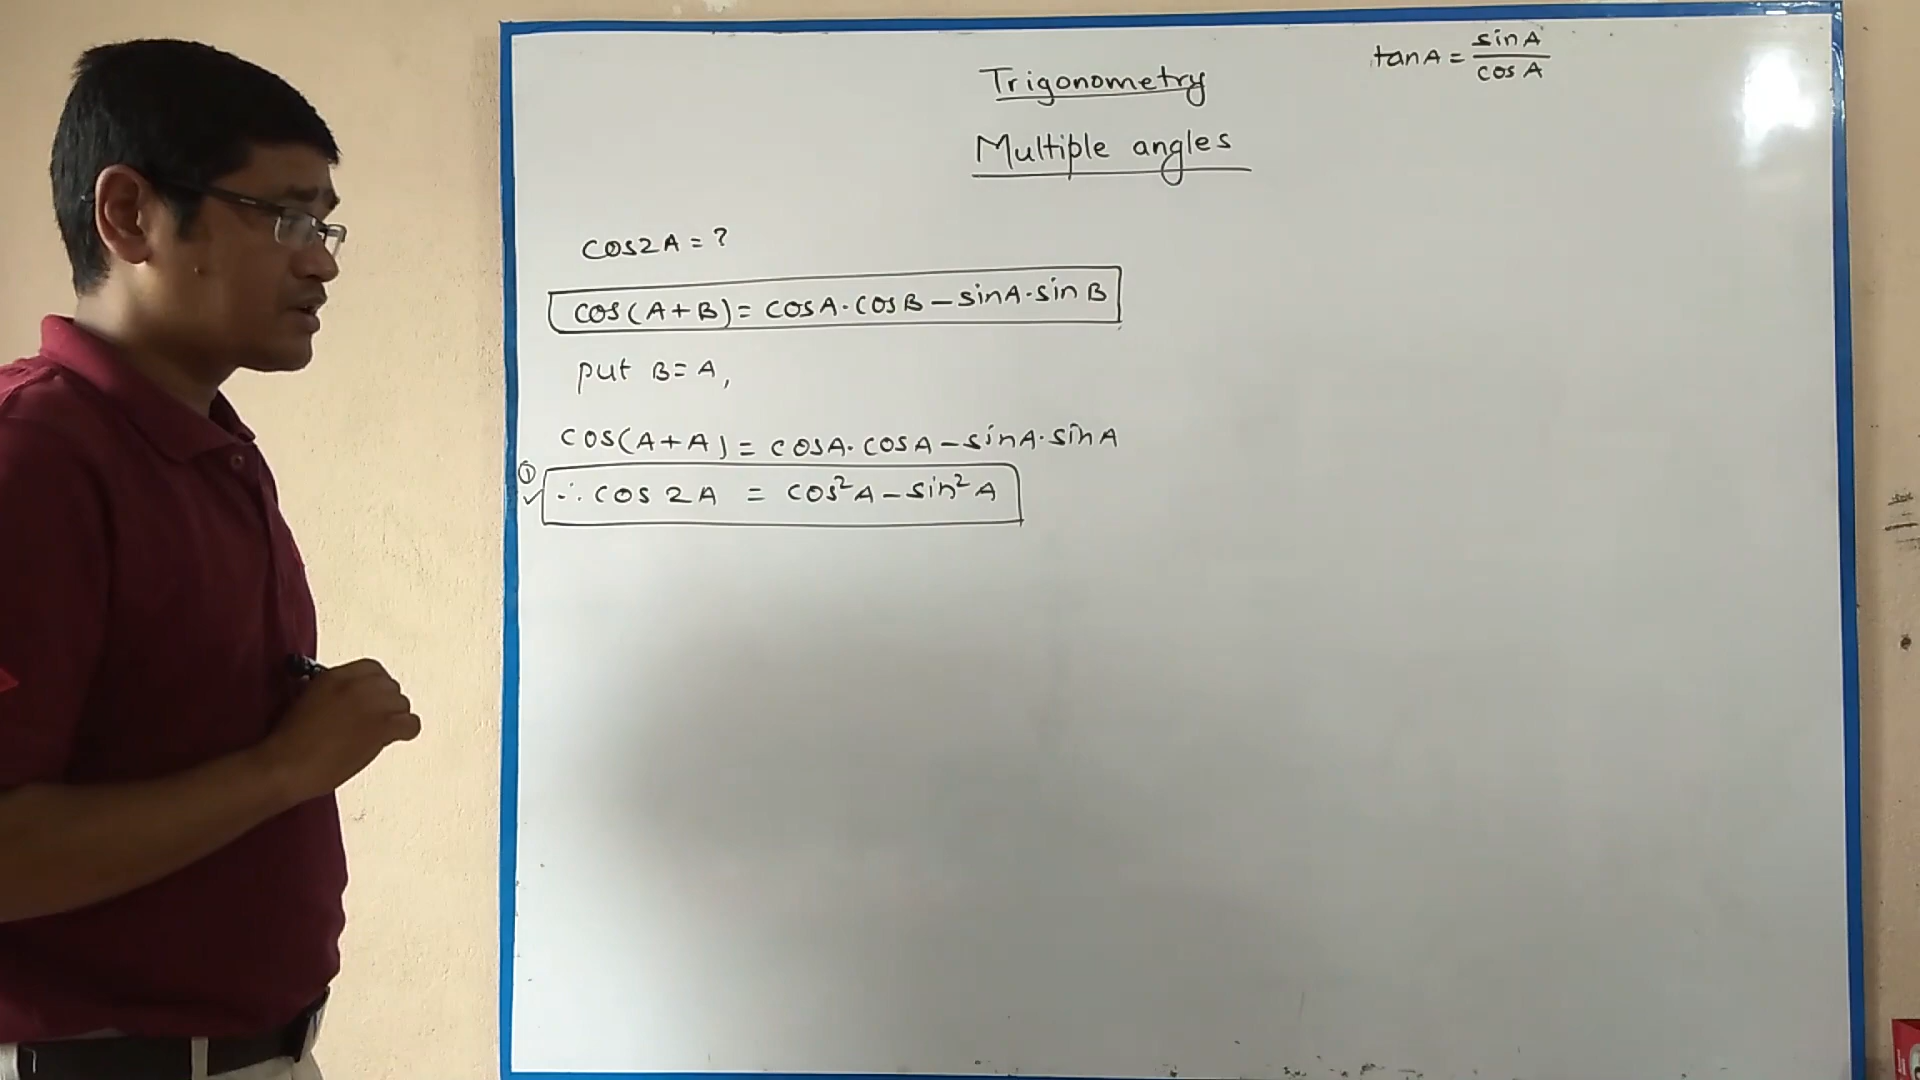 Trigonometry
Multiple angles
tanA = sinA / cosA
cos2A = ?
cos(A+B) = cosA·cosB − sinA·sinB
put B = A,
cos(A+A) = cosA·cosA − sinA·sinA
① ✓ ∴ cos 2A = cos²A − sin²A